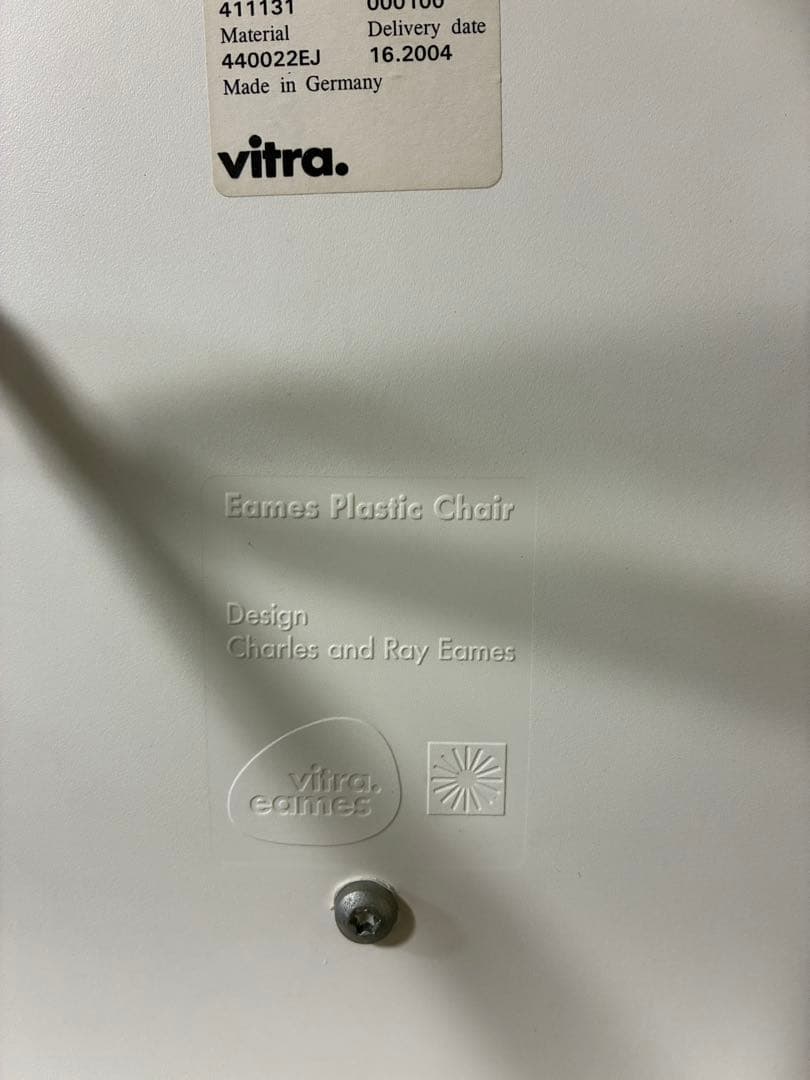 411131 000100
Material Delivery date
440022EJ 16.2004
Made in Germany
vitra.
Eames Plastic Chair
Design
Charles and Ray Eames
vitra.
eames